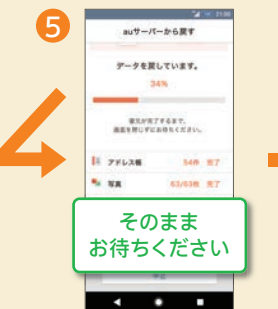 5
21:00
auサーバーから戻す
データを戻しています。
34%
復元が完了するまで、
画面を閉じずにお待ちください。
アドレス帳 54件 完了
写真 63/63件 完了
そのまま
お待ちください